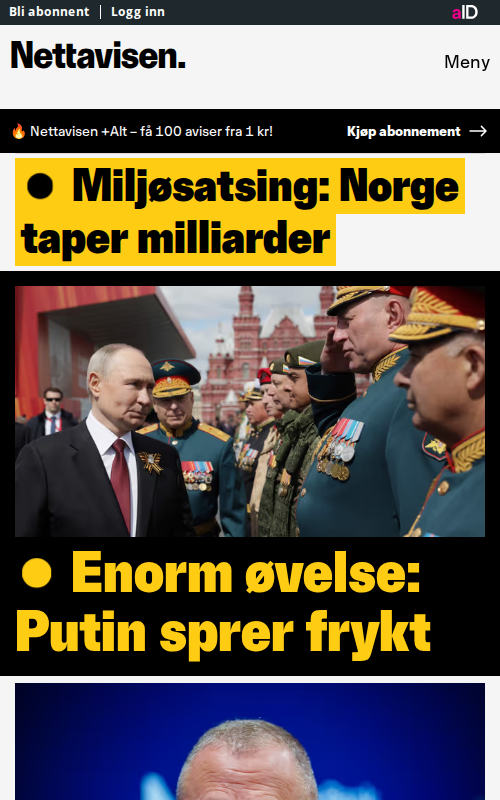 Bli abonnent
Logg inn
aID
Nettavisen.
Meny
🔥 Nettavisen +Alt – få 100 aviser fra 1 kr!
Kjøp abonnement →
Miljøsatsing: Norge
taper milliarder
Enorm øvelse:
Putin sprer frykt